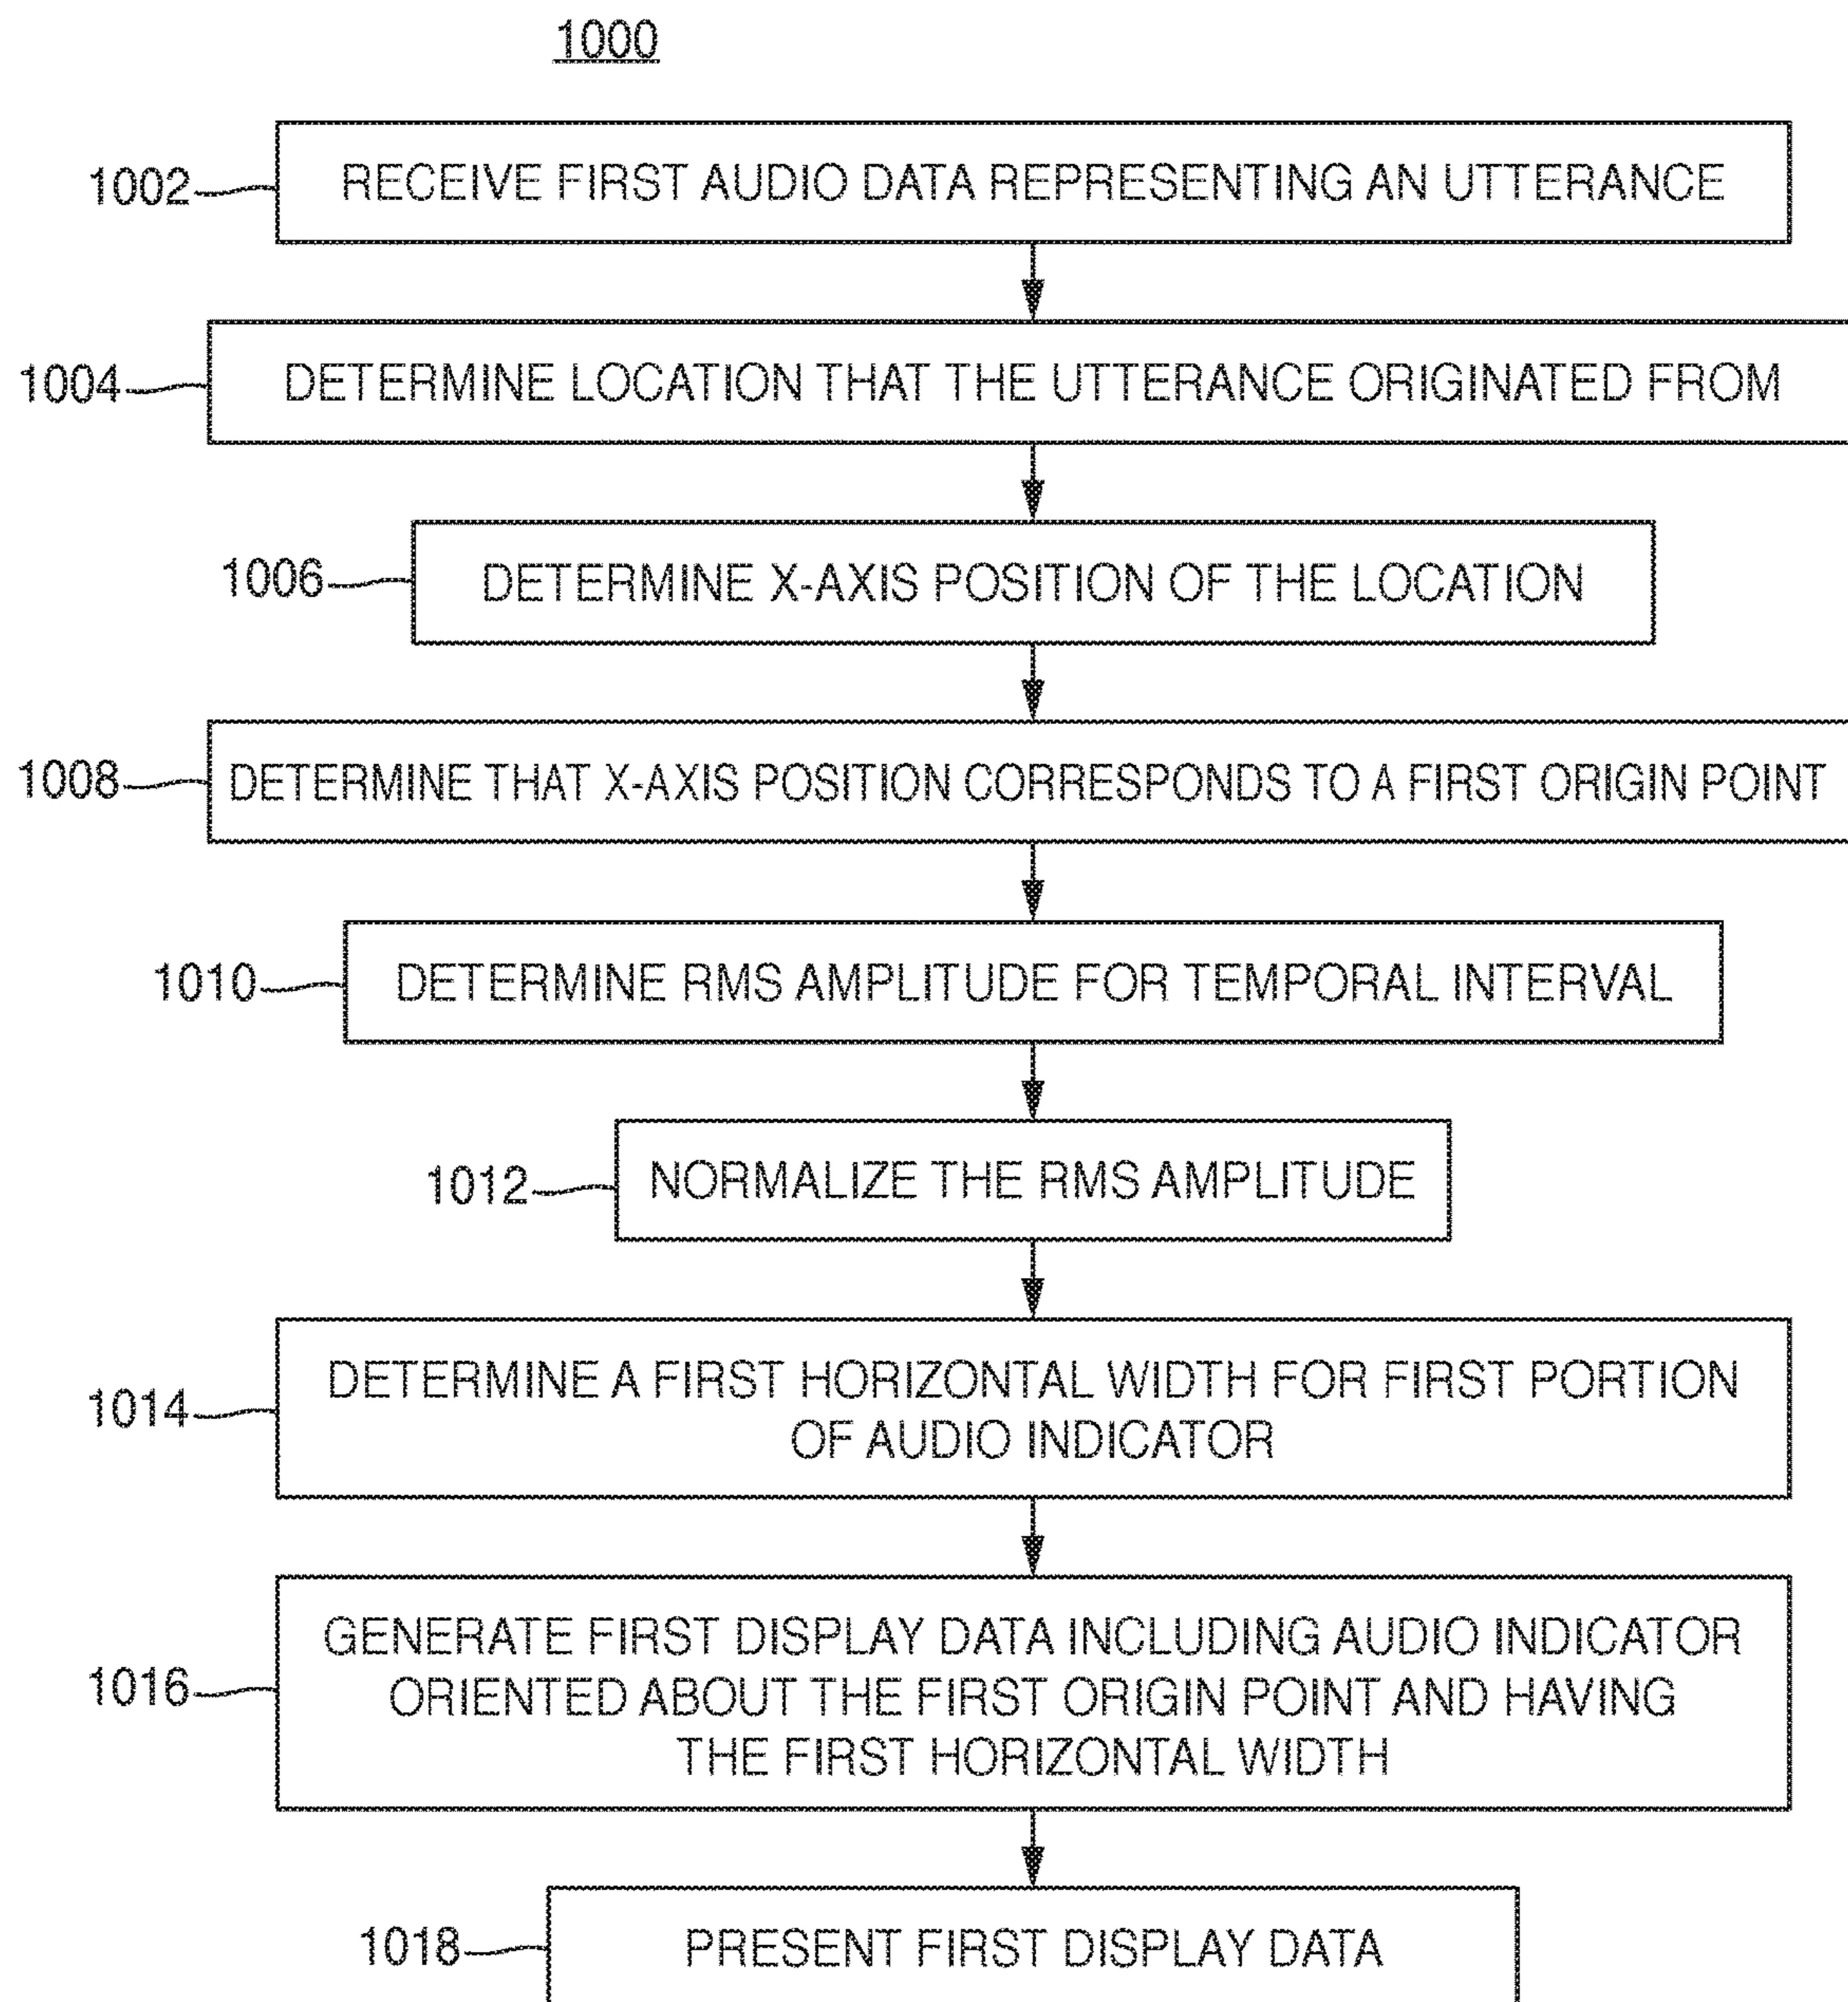 1000
1002 RECEIVE FIRST AUDIO DATA REPRESENTING AN UTTERANCE
1004 DETERMINE LOCATION THAT THE UTTERANCE ORIGINATED FROM
1006 DETERMINE X-AXIS POSITION OF THE LOCATION
1008 DETERMINE THAT X-AXIS POSITION CORRESPONDS TO A FIRST ORIGIN POINT
1010 DETERMINE RMS AMPLITUDE FOR TEMPORAL INTERVAL
1012 NORMALIZE THE RMS AMPLITUDE
1014 DETERMINE A FIRST HORIZONTAL WIDTH FOR FIRST PORTION
OF AUDIO INDICATOR
1016 GENERATE FIRST DISPLAY DATA INCLUDING AUDIO INDICATOR
ORIENTED ABOUT THE FIRST ORIGIN POINT AND HAVING
THE FIRST HORIZONTAL WIDTH
1018 PRESENT FIRST DISPLAY DATA